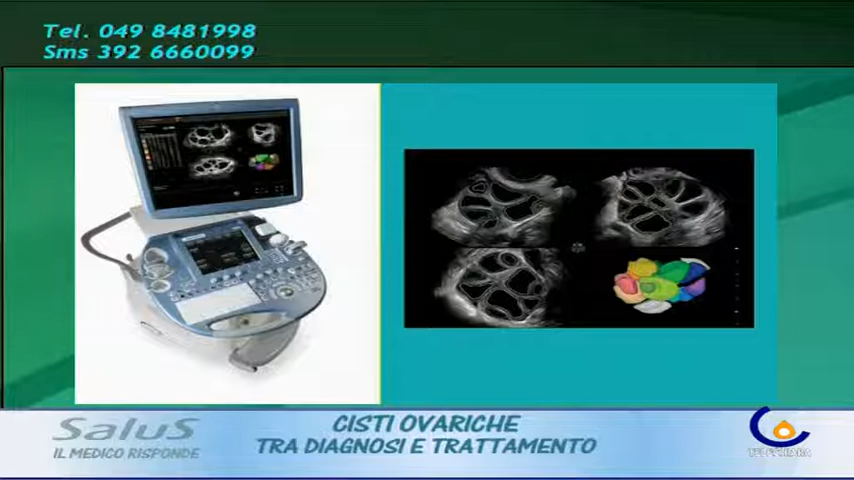 Tel. 049 8481998
Sms 392 6660099
CISTI OVARICHE
TRA DIAGNOSI E TRATTAMENTO
Salus
IL MEDICO RISPONDE